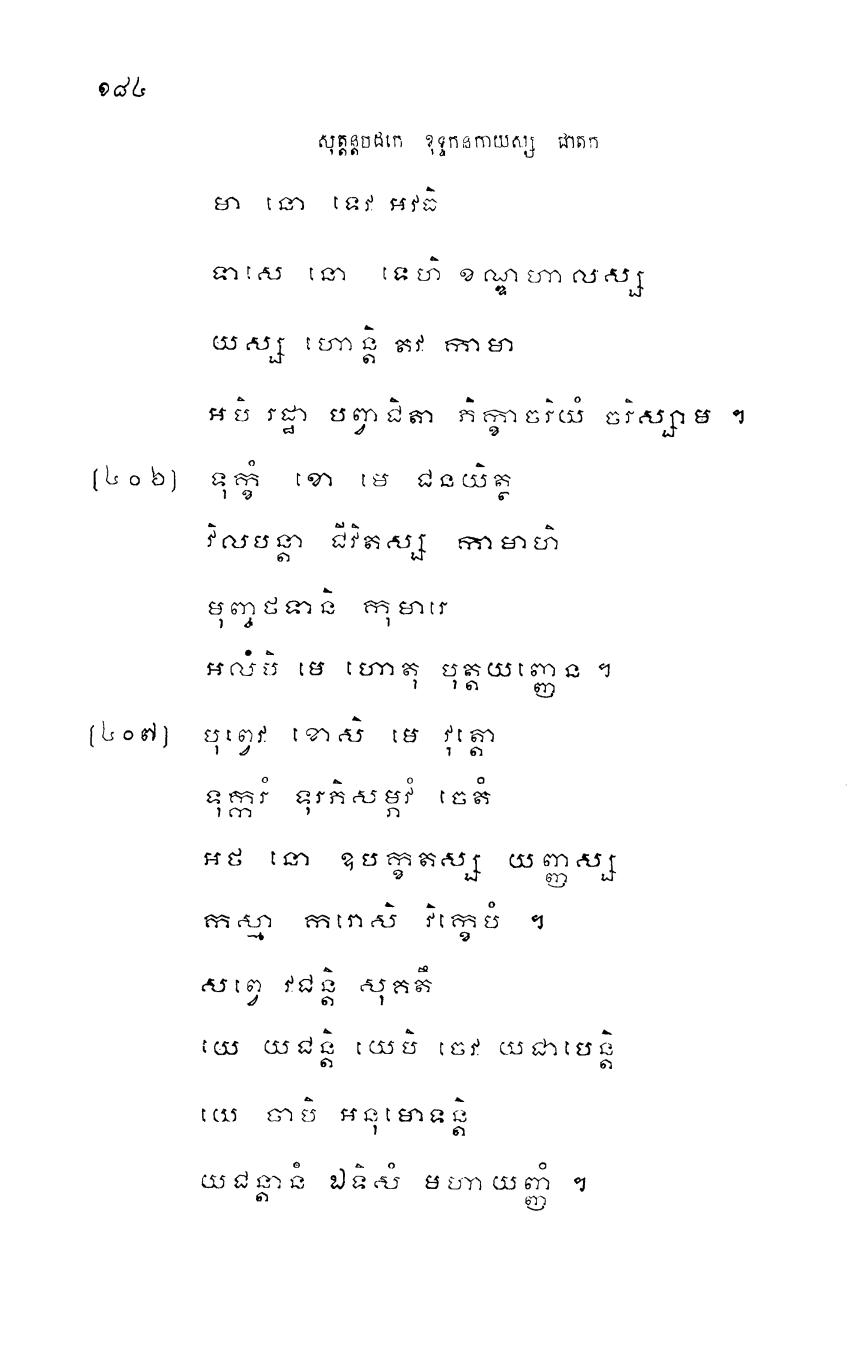 ១៨៤
សុត្តន្តបិដកេ ខុទ្ទកនិកាយស្ស ជាតក
មា នោ ទេវ អវធិ
ទាសេ នោ ទេហិ ខណ្ឌហាលស្ស
យស្ស ហោន្តិ តវ កាមា
អបិ រដ្ឋា បញ្វាជិតា ភិក្ខាចរិយំ ចរិស្សាម ។
(៤០៦) ទុក្ខំ ខោ មេ ជនយិត្ថ
វិលបន្តា ជីវិតស្ស កាមាហិ
មុញ្ចថទានិ កុមារេ
អលំបិ មេ ហោតុ បុត្តយញ្ញេន ។
(៤០៧) បុព្វេវ ខោសិ មេ វុត្តោ
ទុក្ករំ ទុរភិសម្ភវំ ចេតំ
អថ នោ ឧបក្ខតស្ស យញ្ញស្ស
កស្មា ករោសិ វិក្ខេបំ ។
សព្វេ វជន្តិ សុគតឹ
យេ យជន្តិ យេបិ ចេវ យជាបេន្តិ
យេ ចាបិ អនុមោទន្តិ
យជន្តានំ ឯទិសំ មហាយញ្ញំ ។